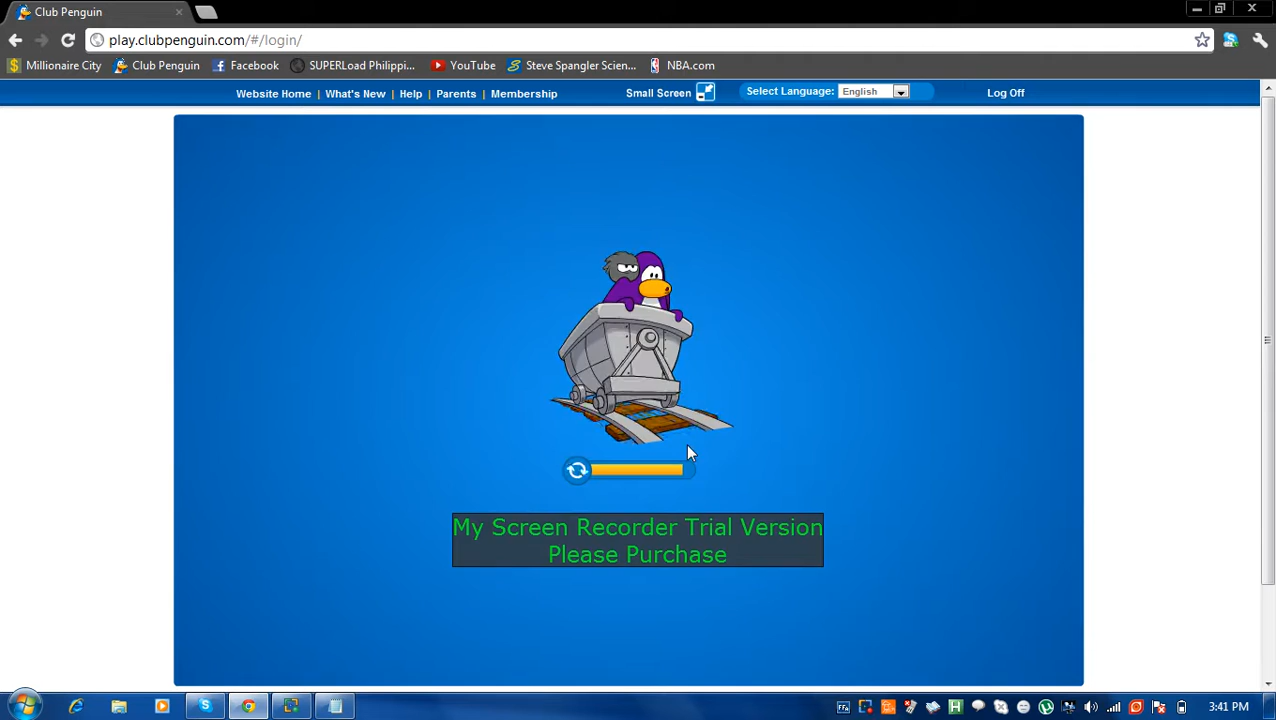 Club Penguin
play.clubpenguin.com/#/login/
Millionaire City Club Penguin Facebook SUPERLoad Philippi... YouTube Steve Spangler Scien... NBA.com
Website Home | What's New | Help | Parents | Membership Small Screen Select Language: English Log Off
My Screen Recorder Trial Version
Please Purchase
3:41 PM